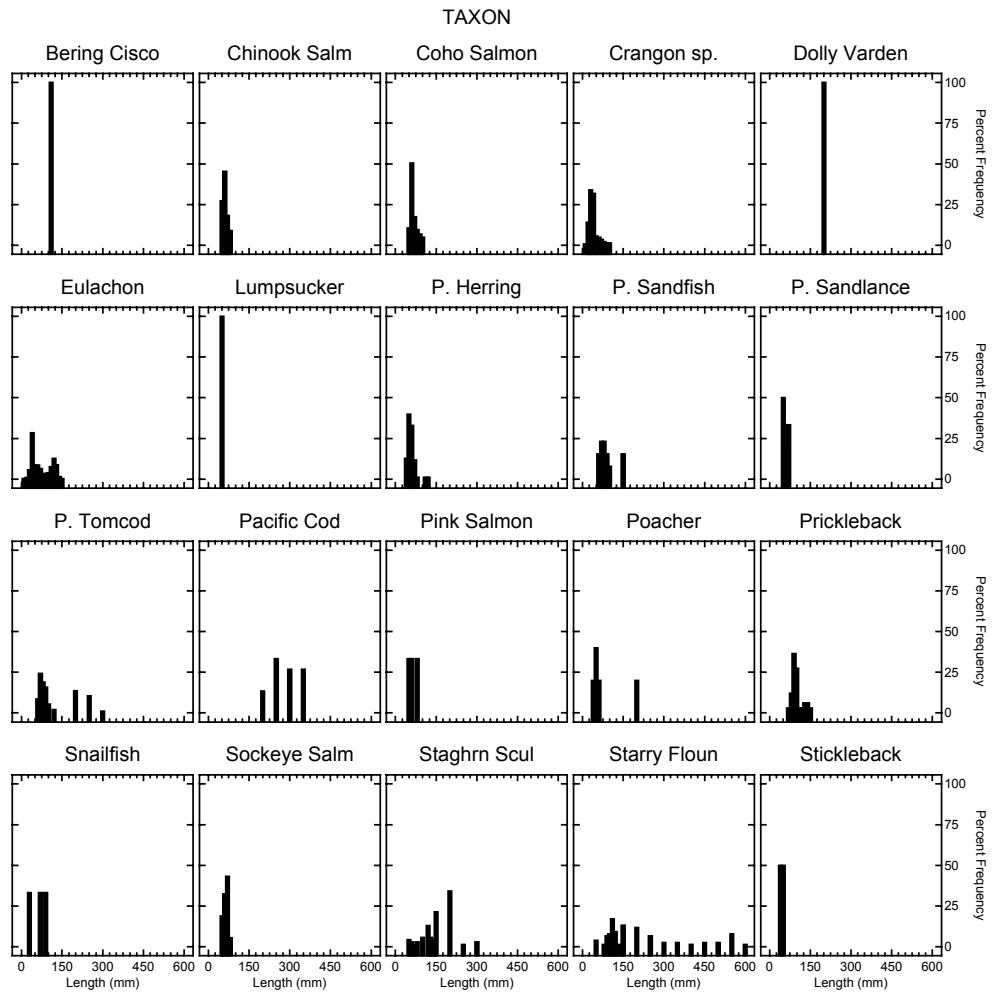 TAXON
Bering Cisco Chinook Salm Coho Salmon Crangon sp. Dolly Varden
100
75
50
25
0
Percent Frequency
Eulachon Lumpsucker P. Herring P. Sandfish P. Sandlance
100
75
50
25
0
Percent Frequency
P. Tomcod Pacific Cod Pink Salmon Poacher Prickleback
100
75
50
25
0
Percent Frequency
Snailfish Sockeye Salm Staghrn Scul Starry Floun Stickleback
100
75
50
25
0
Percent Frequency
0 150 300 450 600 0 150 300 450 600 0 150 300 450 600 0 150 300 450 600 0 150 300 450 600
Length (mm) Length (mm) Length (mm) Length (mm) Length (mm)